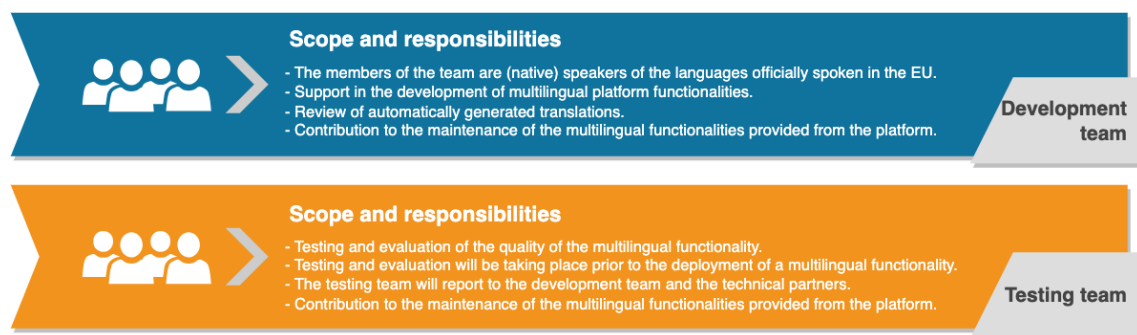 Scope and responsibilities
- The members of the team are (native) speakers of the languages officially spoken in the EU.
- Support in the development of multilingual platform functionalities.
- Review of automatically generated translations.
- Contribution to the maintenance of the multilingual functionalities provided from the platform.
Development
team
Scope and responsibilities
- Testing and evaluation of the quality of the multilingual functionality.
- Testing and evaluation will be taking place prior to the deployment of a multilingual functionality.
- The testing team will report to the development team and the technical partners.
- Contribution to the maintenance of the multilingual functionalities provided from the platform.
Testing team